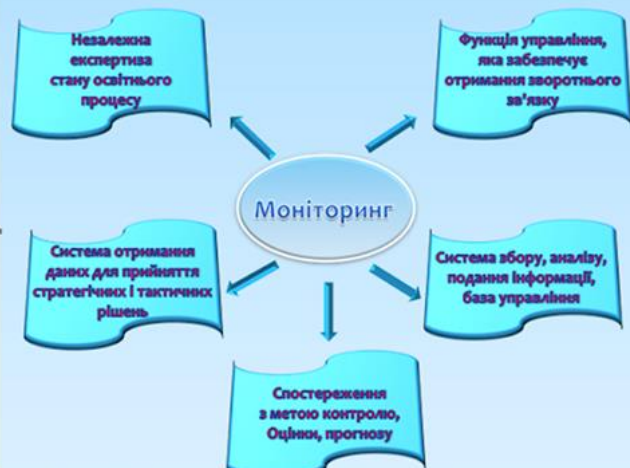 Незалежна
експертиза
стану освітнього
процесу
Функція управління,
яка забезпечує
отримання зворотнього
зв'язку
Моніторинг
Система отримання
даних для прийняття
стратегічних і тактичних
рішень
Система збору, аналізу,
подання інформації,
база управління
Спостереження
з метою контролю,
Оцінки, прогнозу